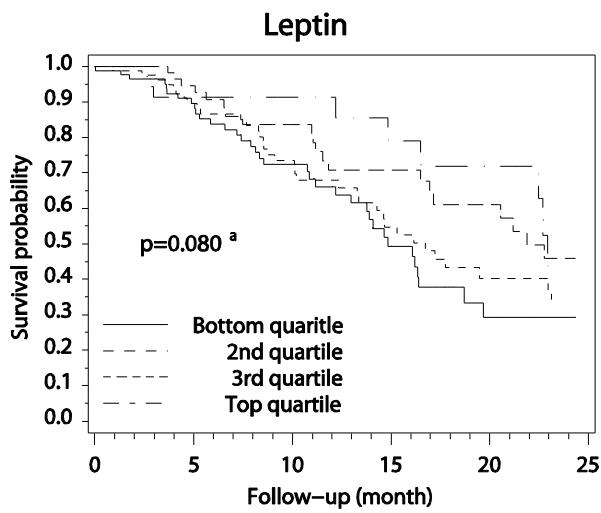 Leptin
Survival probability
1.0
0.9
0.8
0.7
0.6
0.5
0.4
0.3
0.2
0.1
0.0
p=0.080 a
Bottom quaritle
2nd quartile
3rd quartile
Top quartile
0 5 10 15 20 25
Follow-up (month)